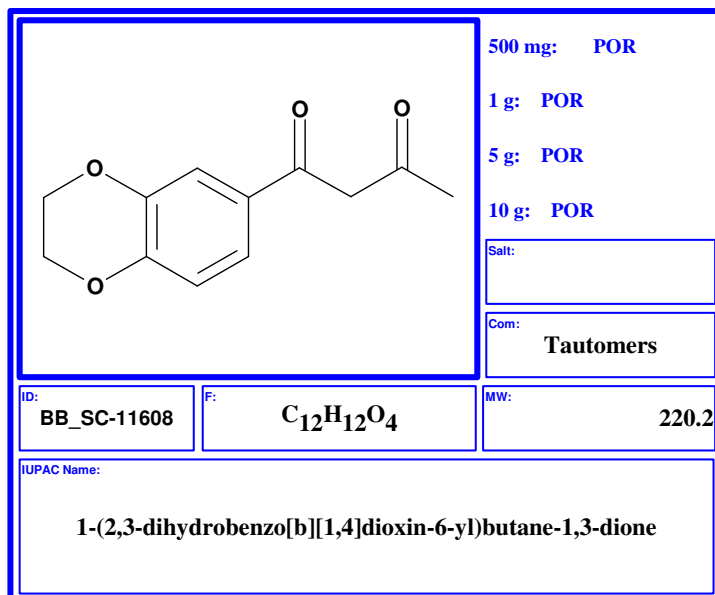 500 mg: POR
1 g: POR
5 g: POR
10 g: POR
O O
O
O
Salt:
Com:
Tautomers
ID:
BB_SC-11608
F:
C12H12O4
MW:
220.2
IUPAC Name:
1-(2,3-dihydrobenzo[b][1,4]dioxin-6-yl)butane-1,3-dione